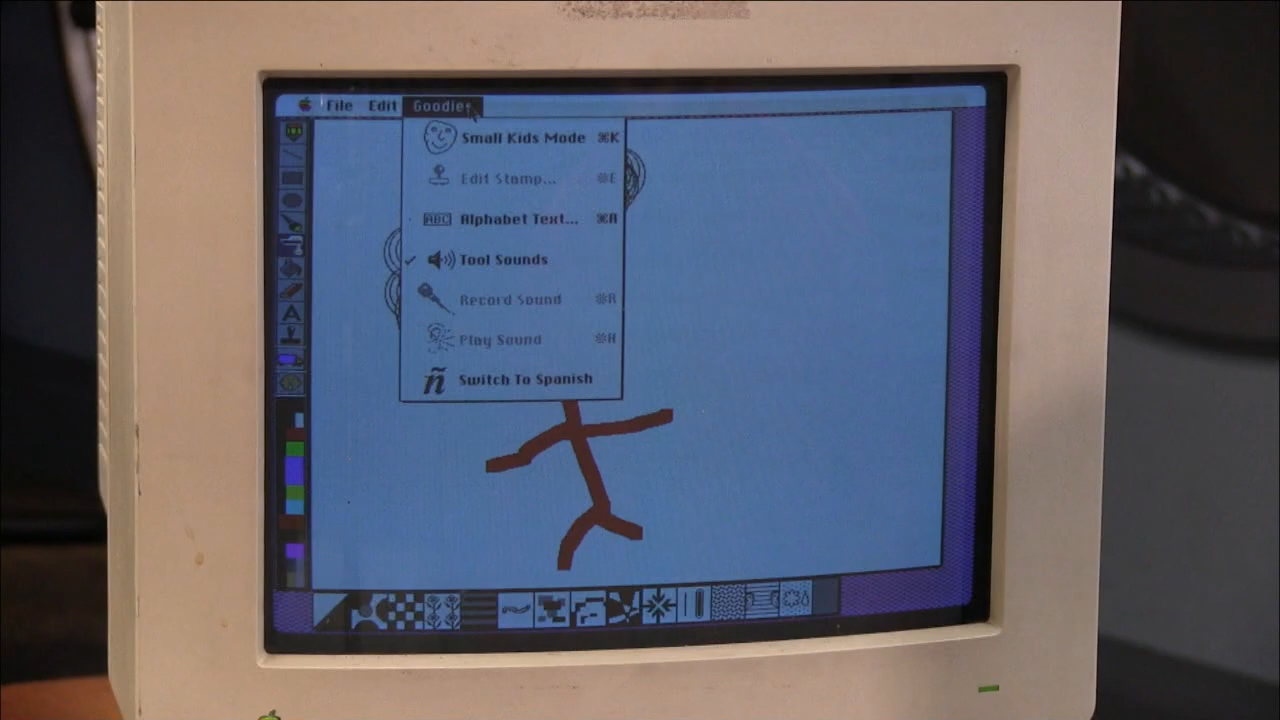 File Edit Goodies
Small Kids Mode ⌘K
Edit Stamp... ⌘E
ABC Alphabet Text... ⌘A
✓ Tool Sounds
Record Sound ⌘R
Play Sound ⌘H
ñ Switch To Spanish
A